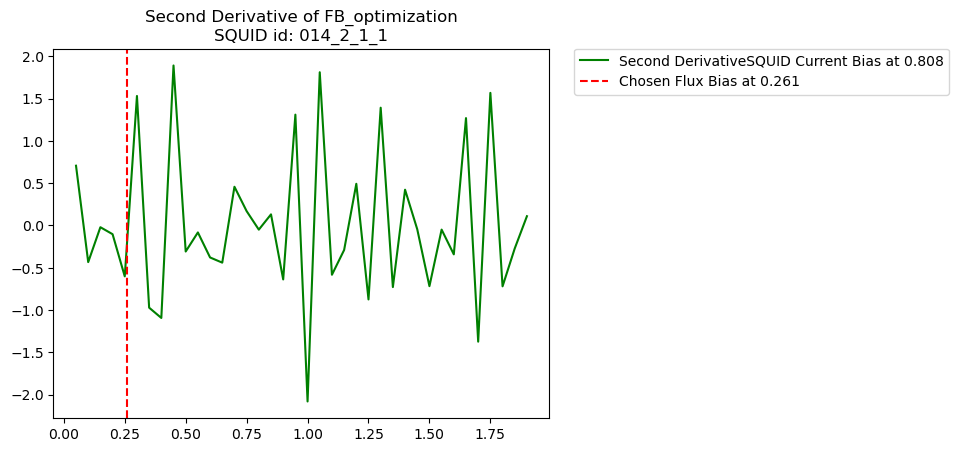 Second Derivative of FB_optimization
SQUID id: 014_2_1_1
Second DerivativeSQUID Current Bias at 0.808
Chosen Flux Bias at 0.261
2.0
1.5
1.0
0.5
0.0
−0.5
−1.0
−1.5
−2.0
0.00 0.25 0.50 0.75 1.00 1.25 1.50 1.75